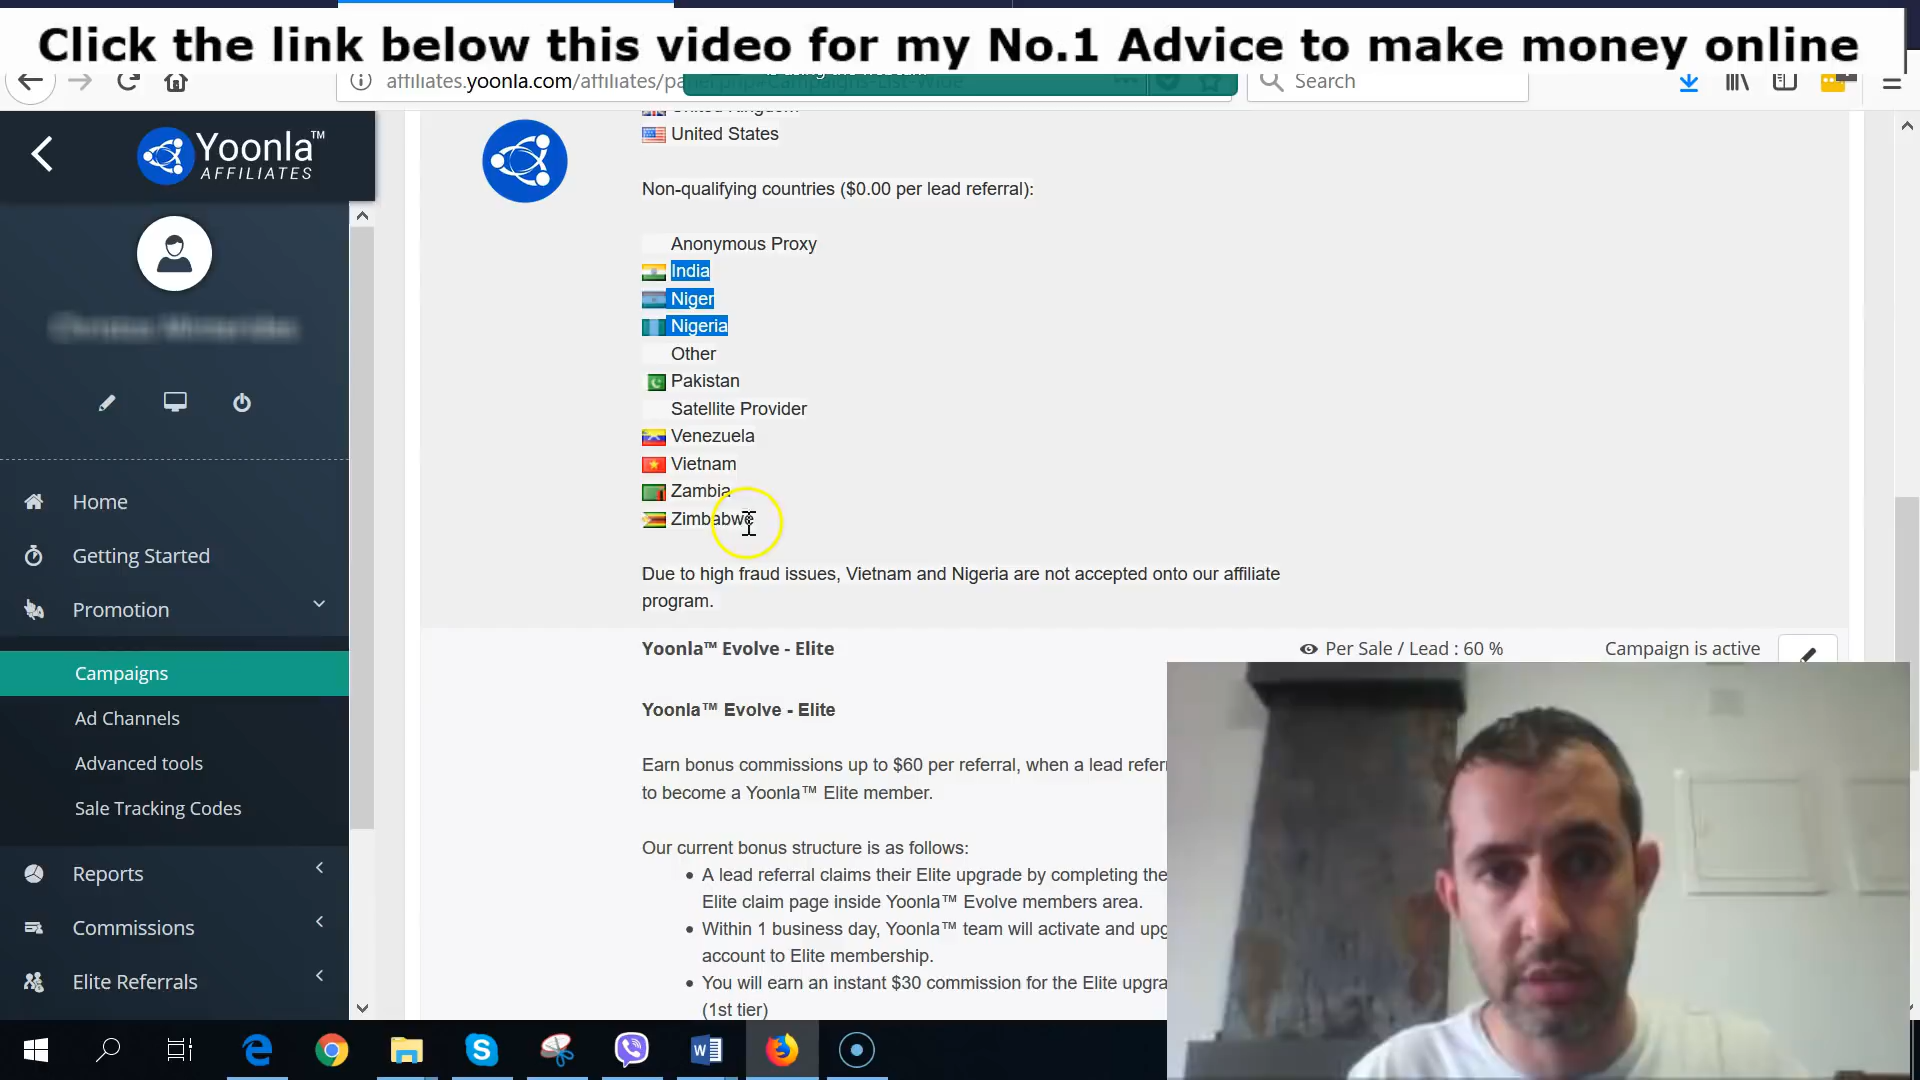 Click the link below this video for my No.1 Advice to make money online
affiliates.yoonla.com/affiliates/pa
Search
Yoonla™
AFFILIATES
United Kingdom
United States
Non-qualifying countries ($0.00 per lead referral):
Anonymous Proxy
India
Niger
Nigeria
Other
Pakistan
Satellite Provider
Venezuela
Vietnam
Zambia
Zimbabwe
Due to high fraud issues, Vietnam and Nigeria are not accepted onto our affiliate
program.
Home
Getting Started
Promotion
Campaigns
Ad Channels
Advanced tools
Sale Tracking Codes
Reports
Commissions
Elite Referrals
Yoonla™ Evolve - Elite
Per Sale / Lead : 60 %
Campaign is active
Yoonla™ Evolve - Elite
Earn bonus commissions up to $60 per referral, when a lead refer
to become a Yoonla™ Elite member.
Our current bonus structure is as follows:
• A lead referral claims their Elite upgrade by completing the
Elite claim page inside Yoonla™ Evolve members area.
• Within 1 business day, Yoonla™ team will activate and upg
account to Elite membership.
• You will earn an instant $30 commission for the Elite upgra
(1st tier)